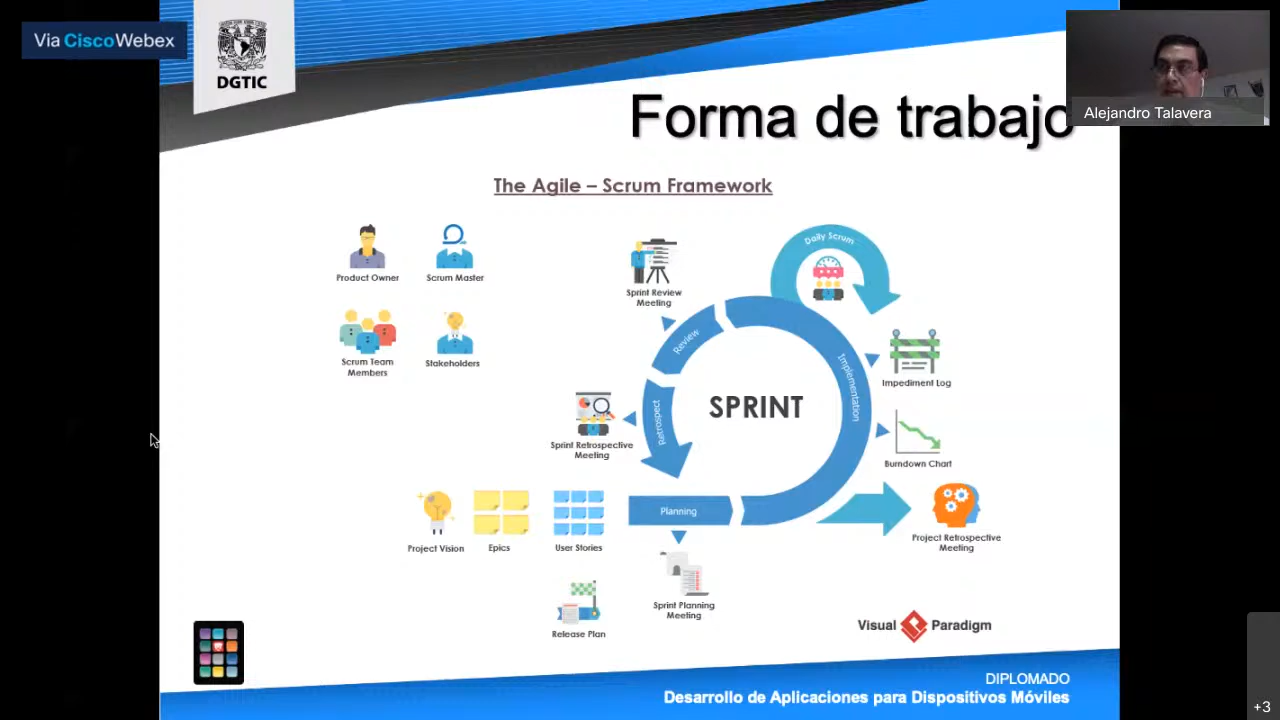 Via CiscoWebex
DGTIC
Forma de trabajo
Alejandro Talavera
The Agile – Scrum Framework
Product Owner
Scrum Master
Scrum Team
Members
Stakeholders
Sprint Review
Meeting
Daily Scrum
Review
Implementation
Impediment Log
SPRINT
Retrospect
Sprint Retrospective
Meeting
Burndown Chart
Project Vision
Epics
User Stories
Planning
Project Retrospective
Meeting
Sprint Planning
Meeting
Release Plan
Visual Paradigm
DIPLOMADO
Desarrollo de Aplicaciones para Dispositivos Móviles
+3